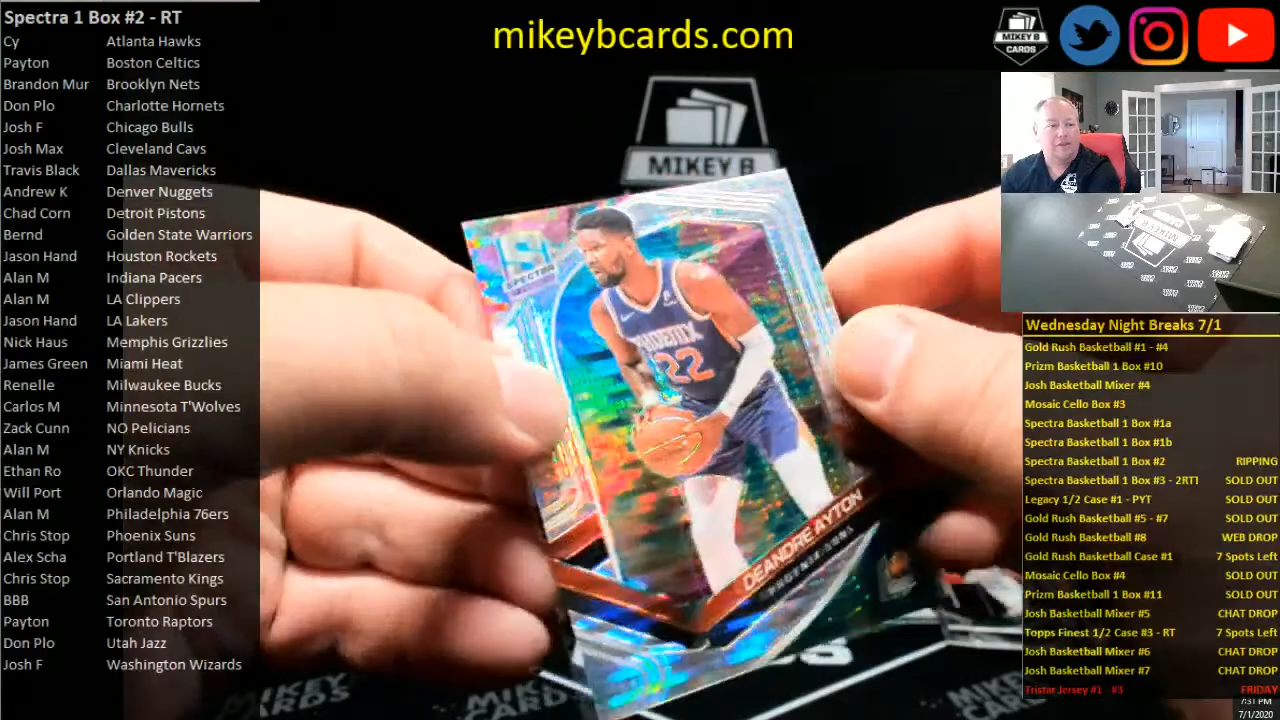 Spectra 1 Box #2 - RT
Cy Atlanta Hawks
Payton Boston Celtics
Brandon Mur Brooklyn Nets
Don Plo Charlotte Hornets
Josh F Chicago Bulls
Josh Max Cleveland Cavs
Travis Black Dallas Mavericks
Andrew K Denver Nuggets
Chad Corn Detroit Pistons
Bernd Golden State Warriors
Jason Hand Houston Rockets
Alan M Indiana Pacers
Alan M LA Clippers
Jason Hand LA Lakers
Nick Haus Memphis Grizzlies
James Green Miami Heat
Renelle Milwaukee Bucks
Carlos M Minnesota T'Wolves
Zack Cunn NO Pelicians
Alan M NY Knicks
Ethan Ro OKC Thunder
Will Port Orlando Magic
Alan M Philadelphia 76ers
Chris Stop Phoenix Suns
Alex Scha Portland T'Blazers
Chris Stop Sacramento Kings
BBB San Antonio Spurs
Payton Toronto Raptors
Don Plo Utah Jazz
Josh F Washington Wizards
mikeybcards.com
MIKEY B
SPECTRA
PHOENIX
22
DEANDRE AYTON
PHOENIX SUNS
MIKEY B
CARDS
Wednesday Night Breaks 7/1
Gold Rush Basketball #1 - #4
Prizm Basketball 1 Box #10
Josh Basketball Mixer #4
Mosaic Cello Box #3
Spectra Basketball 1 Box #1a
Spectra Basketball 1 Box #1b
Spectra Basketball 1 Box #2 RIPPING
Spectra Basketball 1 Box #3 - 2RT1 SOLD OUT
Legacy 1/2 Case #1 - PYT SOLD OUT
Gold Rush Basketball #5 - #7 SOLD OUT
Gold Rush Basketball #8 WEB DROP
Gold Rush Basketball Case #1 7 Spots Left
Mosaic Cello Box #4 SOLD OUT
Prizm Basketball 1 Box #11 SOLD OUT
Josh Basketball Mixer #5 CHAT DROP
Topps Finest 1/2 Case #3 - RT 7 Spots Left
Josh Basketball Mixer #6 CHAT DROP
Josh Basketball Mixer #7 CHAT DROP
Tristar Jersey #1 - #3 FRIDAY
7:31 PM
7/1/2020